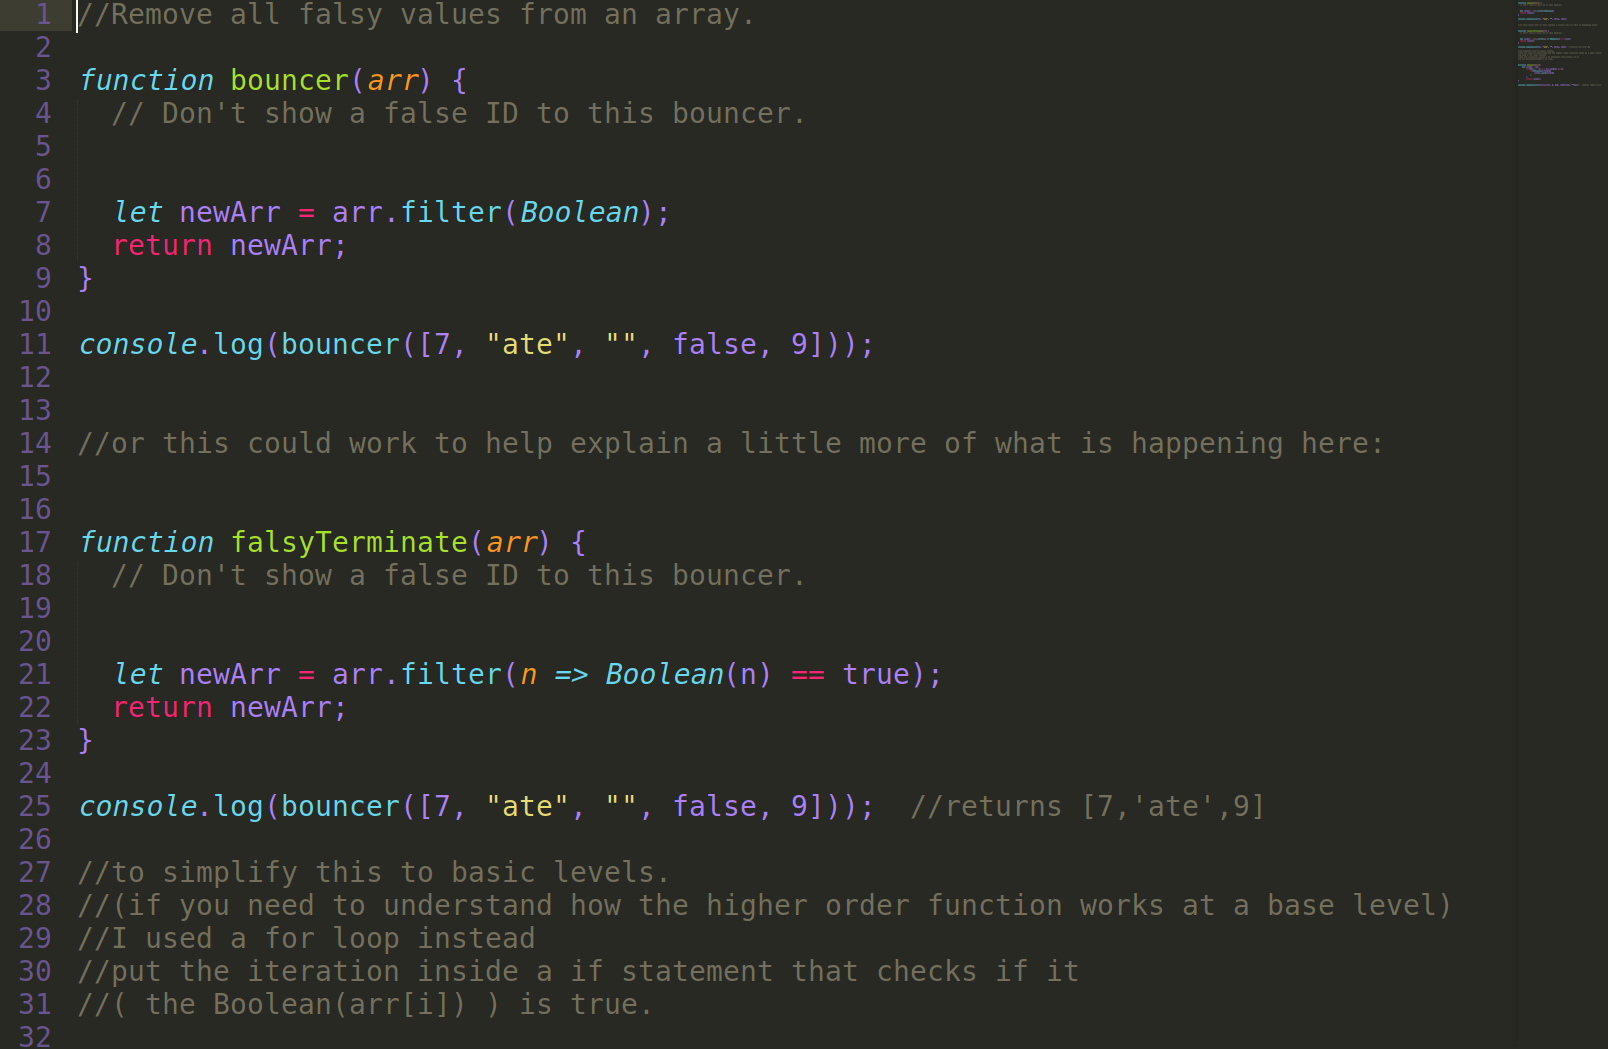 1 //Remove all falsy values from an array.
2
3 function bouncer(arr) {
4   // Don't show a false ID to this bouncer.
5
6
7   let newArr = arr.filter(Boolean);
8   return newArr;
9 }
10
11 console.log(bouncer([7, "ate", "", false, 9]));
12
13
14 //or this could work to help explain a little more of what is happening here:
15
16
17 function falsyTerminate(arr) {
18   // Don't show a false ID to this bouncer.
19
20
21   let newArr = arr.filter(n => Boolean(n) == true);
22   return newArr;
23 }
24
25 console.log(bouncer([7, "ate", "", false, 9]));  //returns [7,'ate',9]
26
27 //to simplify this to basic levels.
28 //(if you need to understand how the higher order function works at a base level)
29 //I used a for loop instead
30 //put the iteration inside a if statement that checks if it
31 //( the Boolean(arr[i]) ) is true.
32